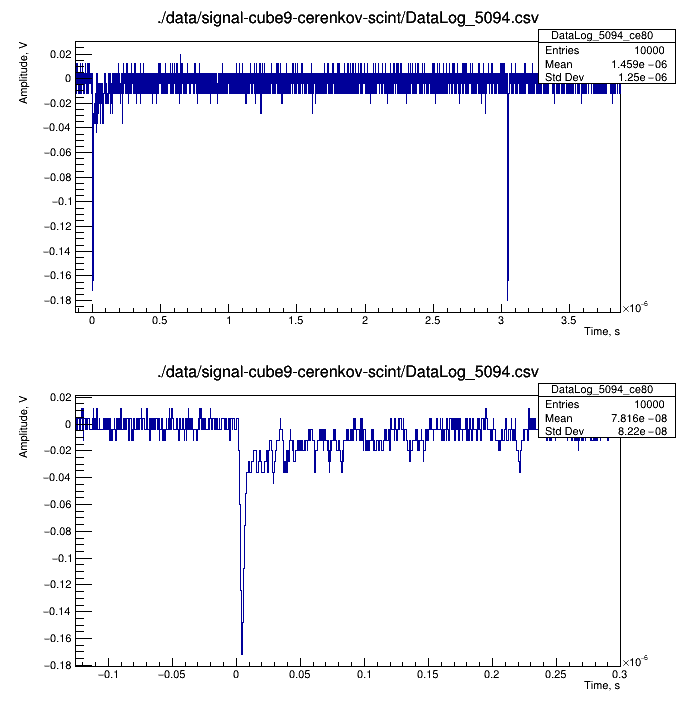 ./data/signal-cube9-cerenkov-scint/DataLog_5094.csv
DataLog_5094_ce80
Entries 10000
Mean 1.459e−06
Std Dev 1.25e−06
Amplitude, V
0.02
0
−0.02
−0.04
−0.06
−0.08
−0.1
−0.12
−0.14
−0.16
−0.18
0 0.5 1 1.5 2 2.5 3 3.5
×10⁻⁶
Time, s
./data/signal-cube9-cerenkov-scint/DataLog_5094.csv
DataLog_5094_ce80
Entries 10000
Mean 7.816e−08
Std Dev 8.22e−08
Amplitude, V
0.02
0
−0.02
−0.04
−0.06
−0.08
−0.1
−0.12
−0.14
−0.16
−0.18
−0.1 −0.05 0 0.05 0.1 0.15 0.2 0.25 0.3
×10⁻⁶
Time, s